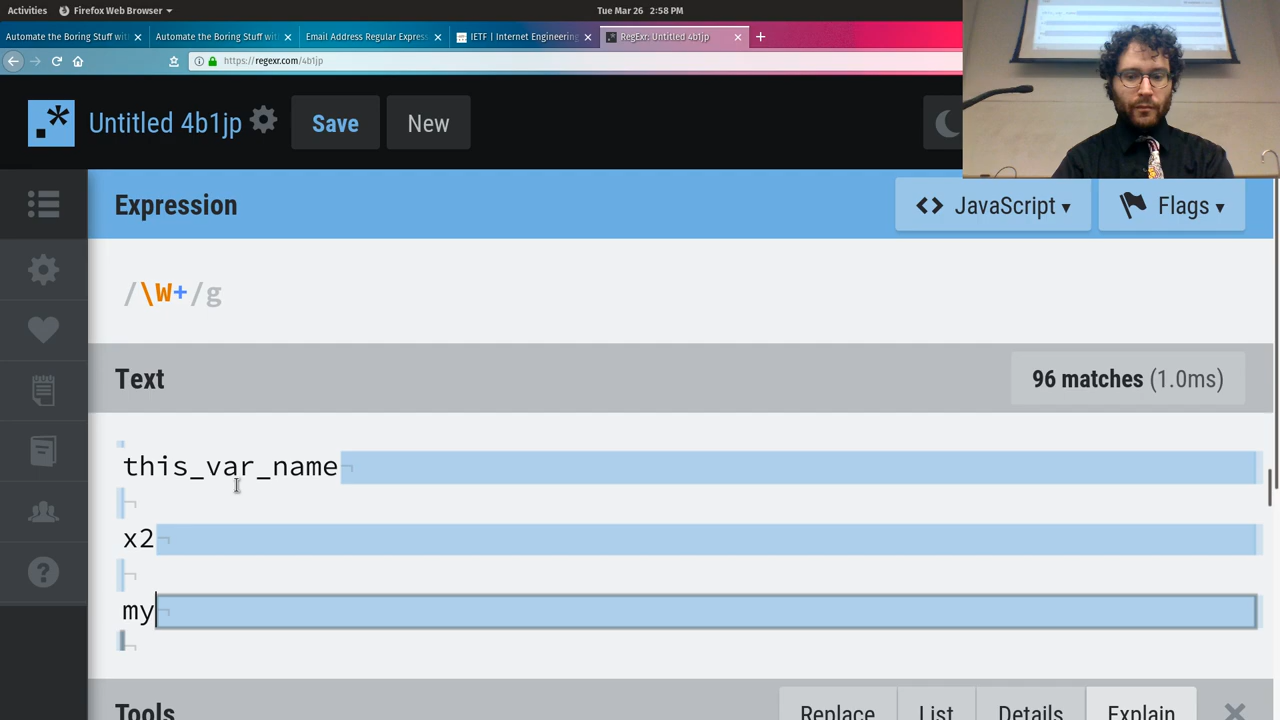 Activities
Firefox Web Browser ▾
Tue Mar 26 2:58 PM
Automate the Boring Stuff wit
Automate the Boring Stuff wit
Email Address Regular Expres
IETF | Internet Engineering
RegExr: Untitled 4b1jp
https://regexr.com/4b1jp
.*
Untitled 4b1jp
Save
New
Expression
<> JavaScript ▾
Flags ▾
/\W+/g
Text
96 matches (1.0ms)
this_var_name
x2
my
Tools
Replace
List
Details
Explain